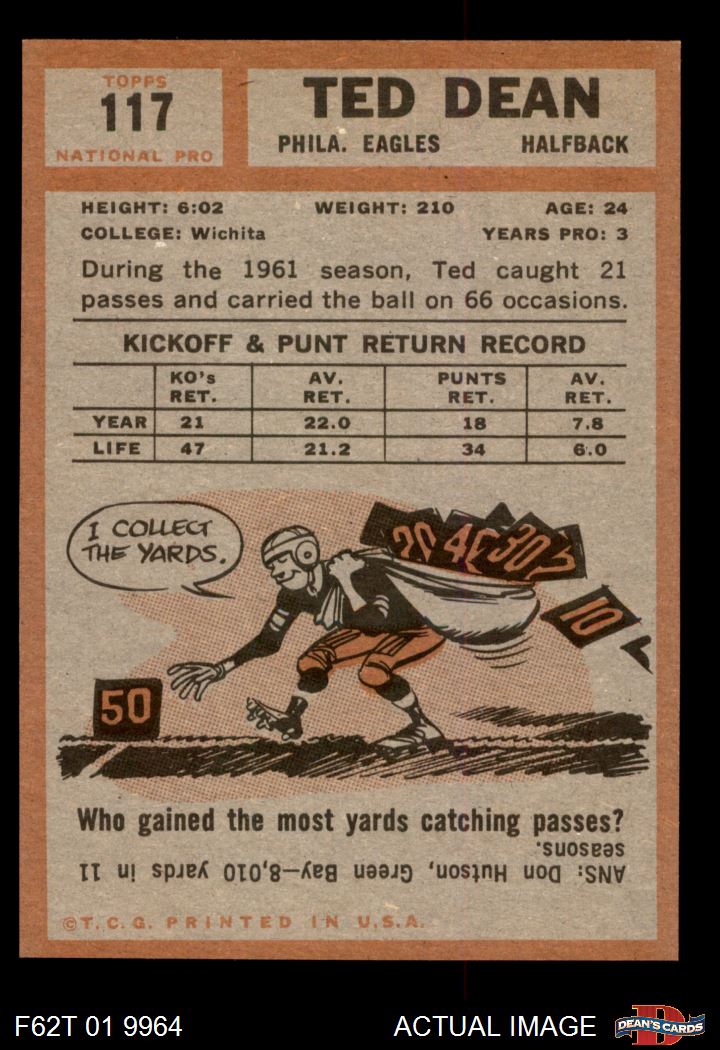 TOPPS
117
NATIONAL PRO
TED DEAN
PHILA. EAGLES HALFBACK
HEIGHT: 6:02 WEIGHT: 210 AGE: 24
COLLEGE: Wichita YEARS PRO: 3
During the 1961 season, Ted caught 21
passes and carried the ball on 66 occasions.
KICKOFF & PUNT RETURN RECORD
KO's AV. PUNTS AV.
RET. RET. RET. RET.
YEAR 21 22.0 18 7.8
LIFE 47 21.2 34 6.0
I COLLECT
THE YARDS.
20 40 30
10
50
Who gained the most yards catching passes?
ANS: Don Hutson, Green Bay—8,010 yards in 11
seasons.
©T.C.G. PRINTED IN U.S.A.
F62T 01 9964 ACTUAL IMAGE DEAN'S CARDS